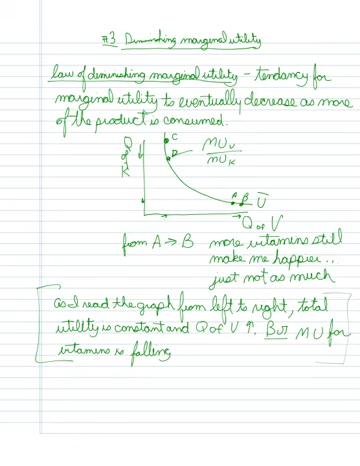 #3 Diminishing marginal utility
law of diminishing marginal utility - tendancy for
marginal utility to eventually decrease as more
of the product is consumed.
Q of K
C
D
MUv
MUK
A B Ū
Q of V
from A → B more vitamins still
make me happier...
just not as much
As I read the graph from left to right, total
utility is constant and Q of V ↑. But MU for
vitamins is falling